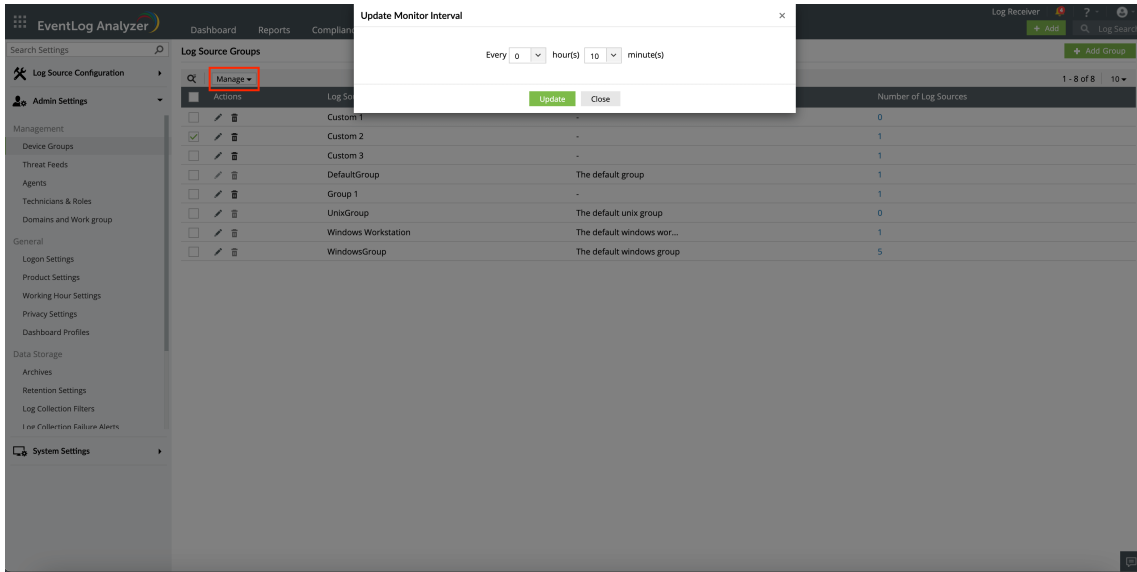 EventLog Analyzer
Dashboard Reports Complianc
Log Receiver ?
+ Add Log Search
Update Monitor Interval ×
Every 0 hour(s) 10 minute(s)
Update Close
Search Settings
Log Source Configuration
Admin Settings
Management
Device Groups
Threat Feeds
Agents
Technicians & Roles
Domains and Work group
General
Logon Settings
Product Settings
Working Hour Settings
Privacy Settings
Dashboard Profiles
Data Storage
Archives
Retention Settings
Log Collection Filters
Log Collection Failure Alerts
System Settings
Log Source Groups
+ Add Group
Manage
1 - 8 of 8 10
Actions Log So Number of Log Sources
Custom 1 - 0
Custom 2 - 1
Custom 3 - 1
DefaultGroup The default group 1
Group 1 - 1
UnixGroup The default unix group 0
Windows Workstation The default windows wor... 1
WindowsGroup The default windows group 5